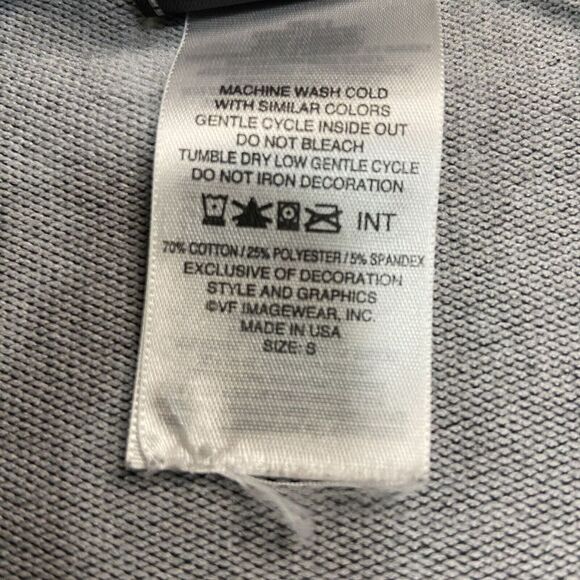 MACHINE WASH COLD
WITH SIMILAR COLORS
GENTLE CYCLE INSIDE OUT
DO NOT BLEACH
TUMBLE DRY LOW GENTLE CYCLE
DO NOT IRON DECORATION
INT
70% COTTON / 25% POLYESTER / 5% SPANDEX
EXCLUSIVE OF DECORATION
STYLE AND GRAPHICS
©VF IMAGEWEAR, INC.
MADE IN USA
SIZE: S